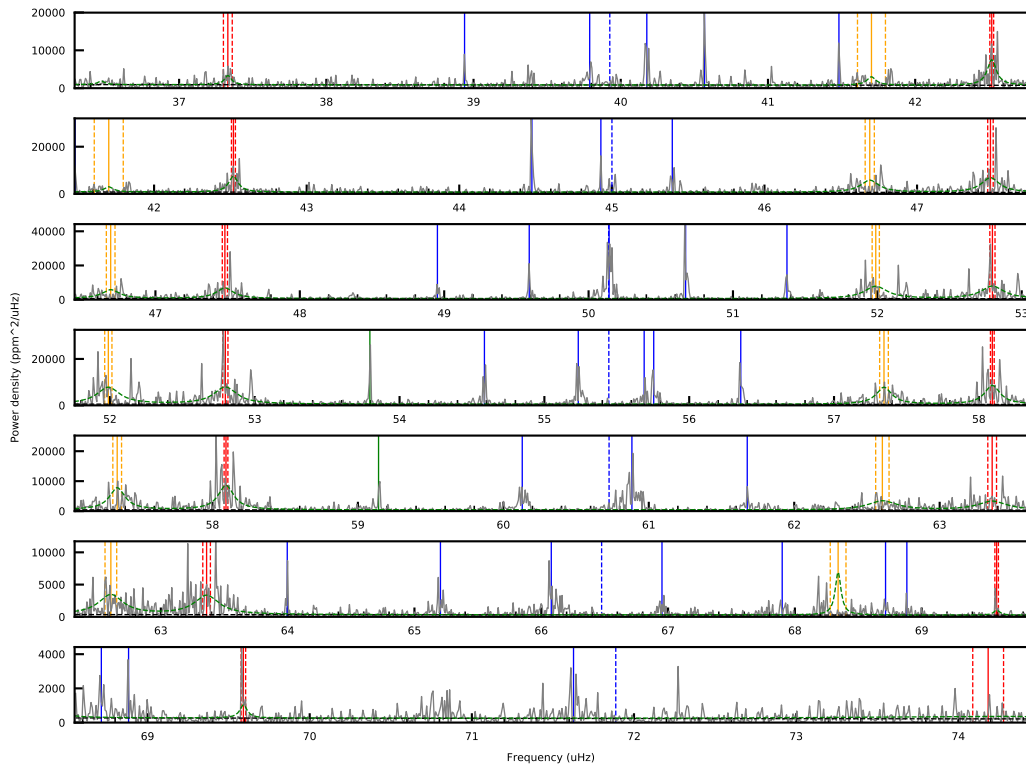 20000
10000
0
37 38 39 40 41 42
20000
0
42 43 44 45 46 47
40000
20000
0
47 48 49 50 51 52 53
20000
0
52 53 54 55 56 57 58
Power density (ppm^2/uHz)
20000
10000
0
58 59 60 61 62 63
10000
5000
0
63 64 65 66 67 68 69
4000
2000
0
69 70 71 72 73 74
Frequency (uHz)